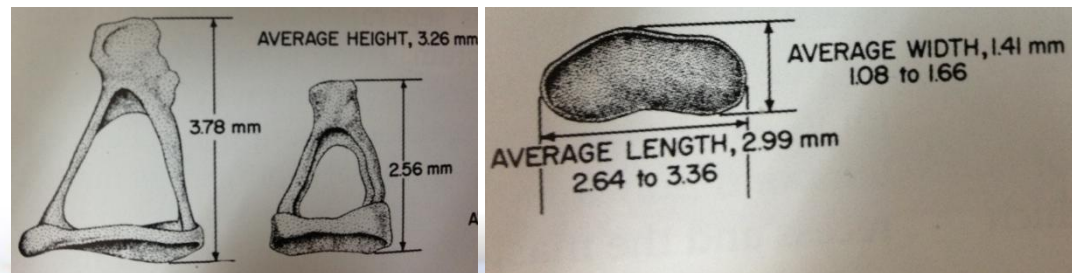 AVERAGE HEIGHT, 3.26 mm
3.78 mm
2.56 mm
A
AVERAGE WIDTH, 1.41 mm
1.08 to 1.66
AVERAGE LENGTH, 2.99 mm
2.64 to 3.36